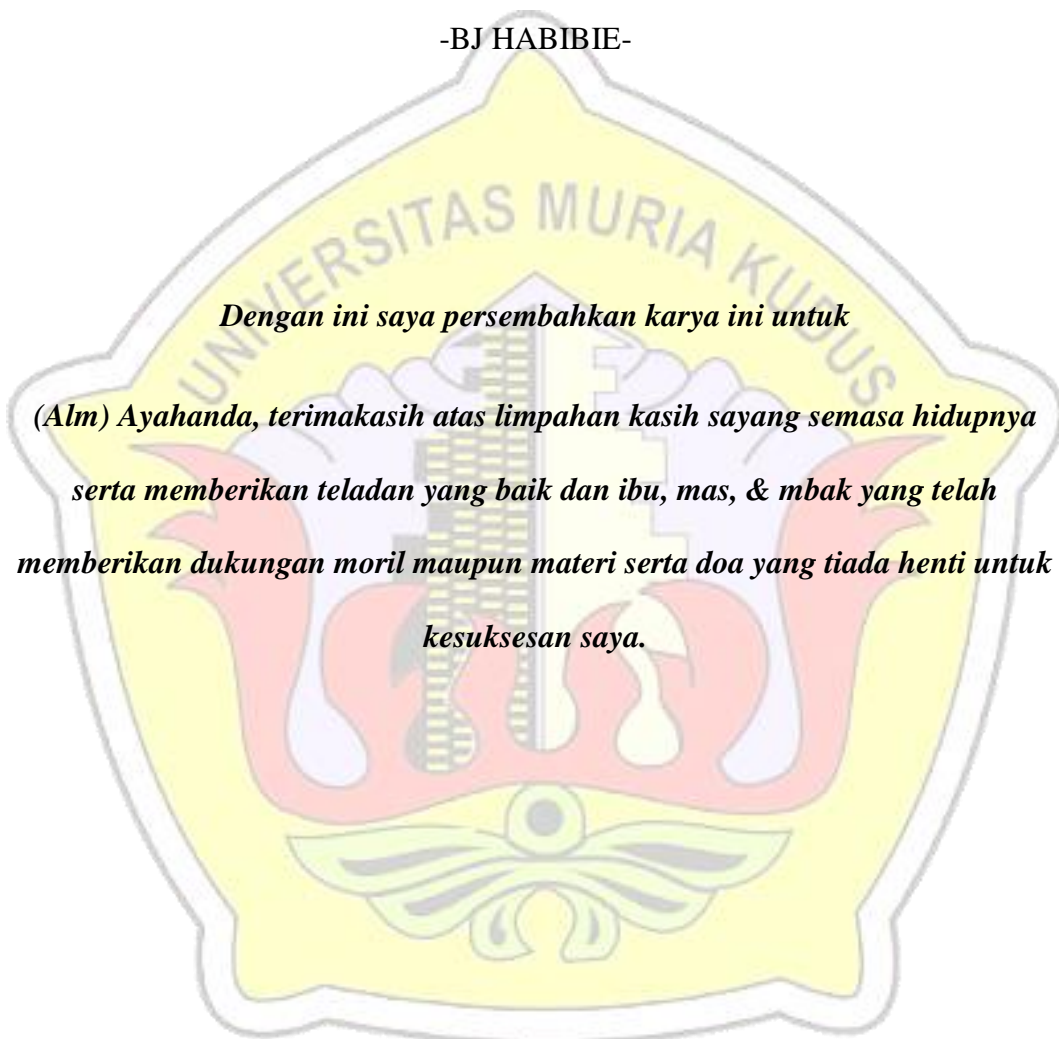 -BJ HABIBIE-
UNIVERSITAS MURIA KUDUS
Dengan ini saya persembahkan karya ini untuk
(Alm) Ayahanda, terimakasih atas limpahan kasih sayang semasa hidupnya
serta memberikan teladan yang baik dan ibu, mas, & mbak yang telah
memberikan dukungan moril maupun materi serta doa yang tiada henti untuk
kesuksesan saya.